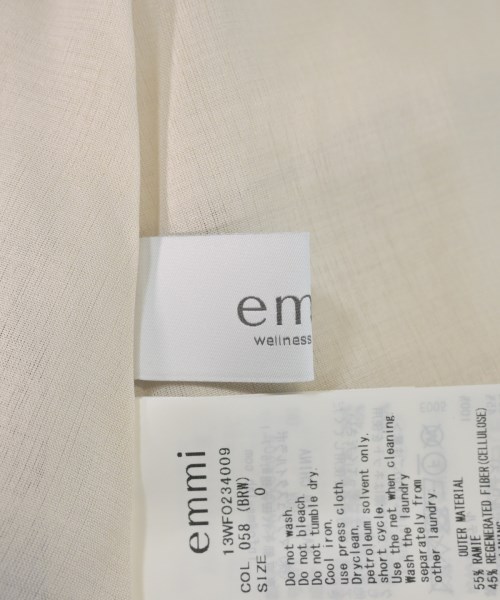 em
wellness
emmi
13WFO234009
COL 058 (BRW)
SIZE 0
Do not wash.
Do not bleach.
Do not tumble dry.
Cool iron.
use press cloth.
Dryclean.
petroleum solvent only.
short cycle.
Use the net when cleaning
Wash the laundry
separately from
other laundry.
OUTER MATERIAL
55% RAMIE
45% REGENERATED FIBER(CELLULOSE)